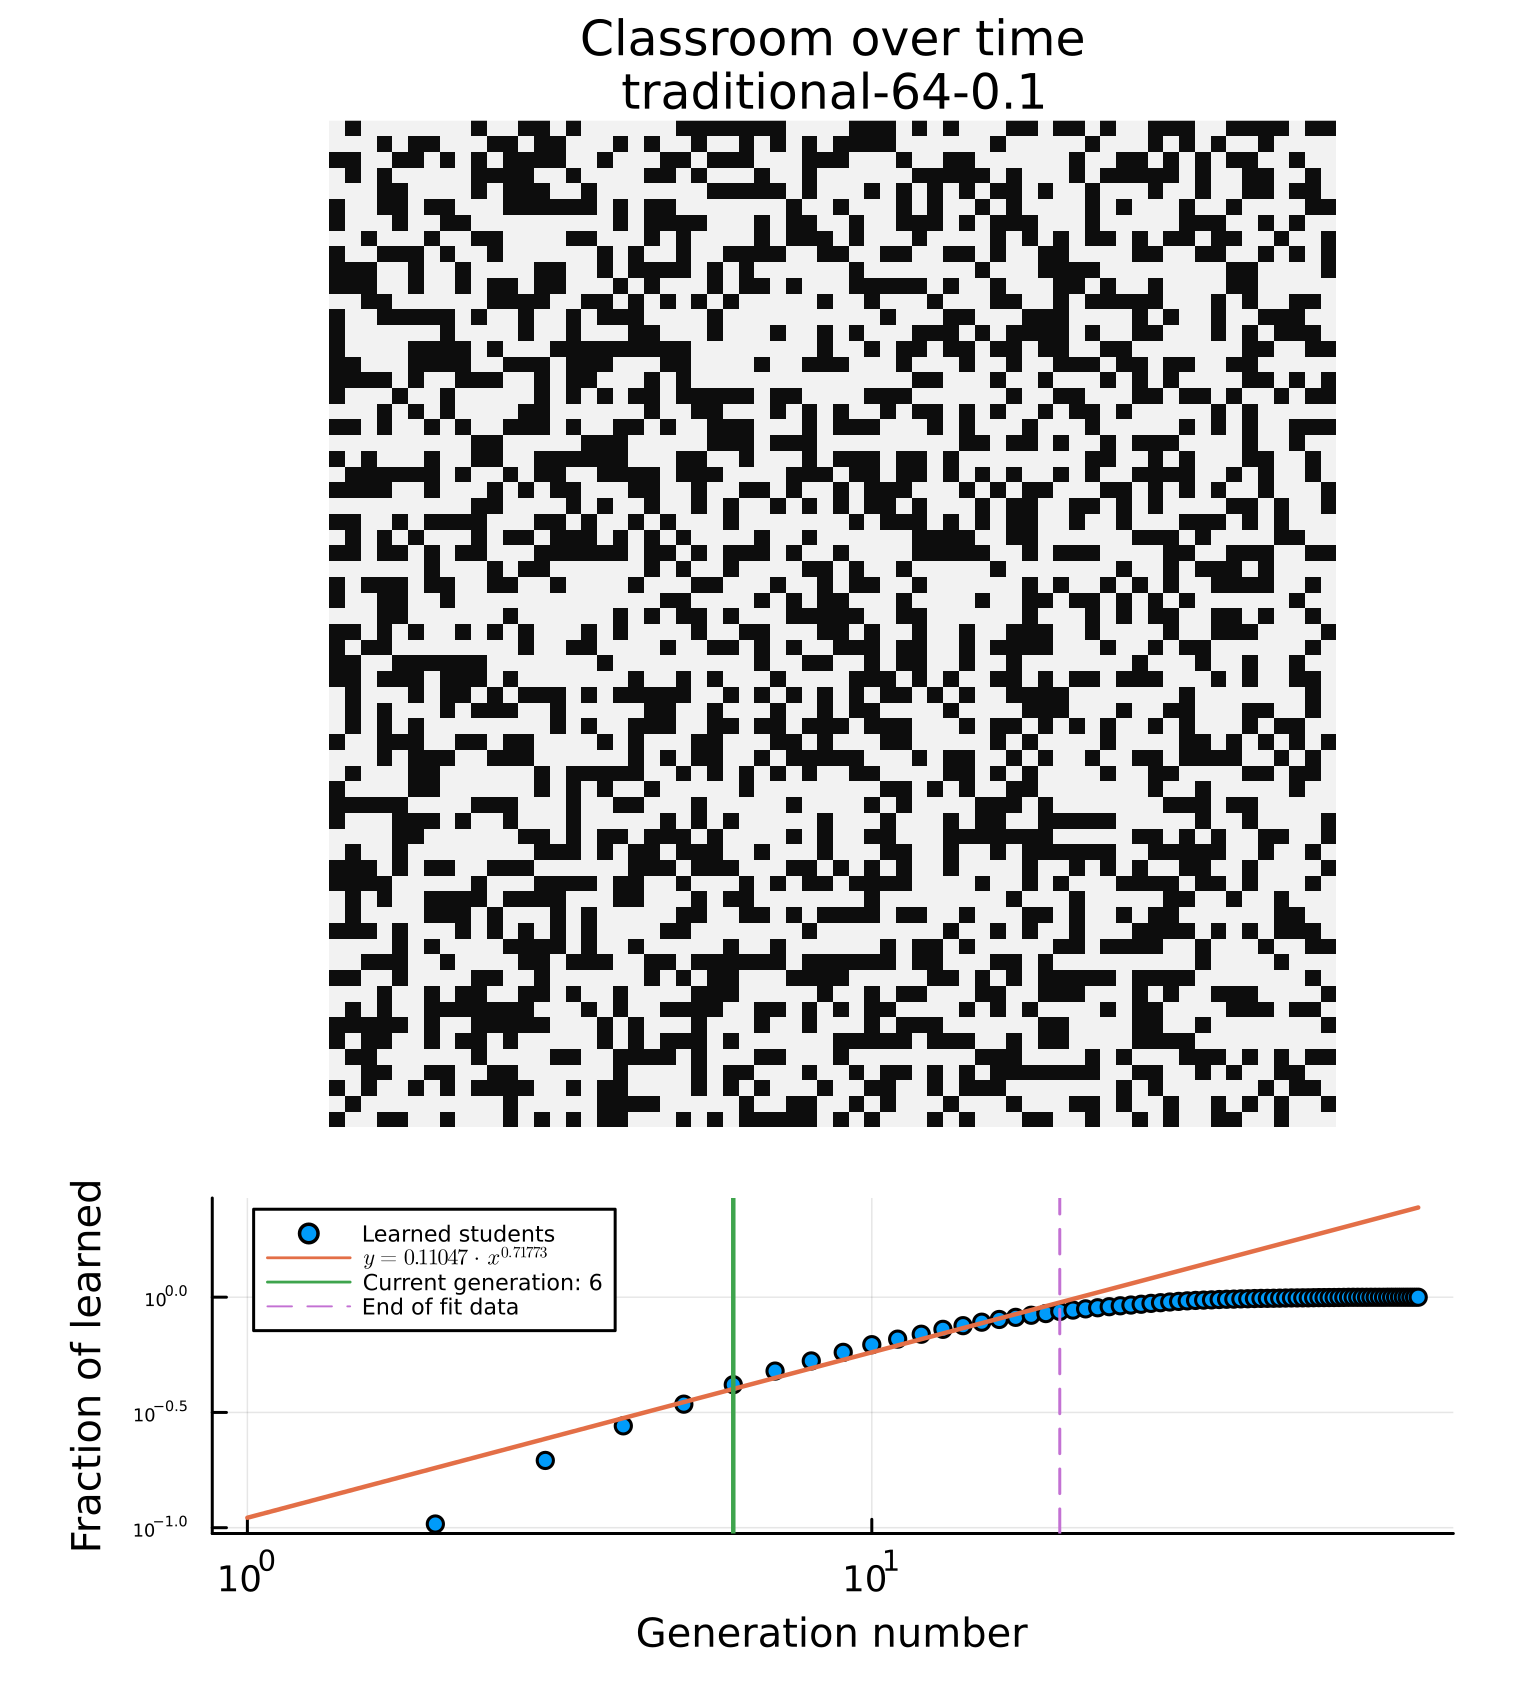 Classroom over time
traditional-64-0.1
Fraction of learned
Learned students
y = 0.11047 · x^0.71773
Current generation: 6
End of fit data
10^0.0
10^−0.5
10^−1.0
10^0
10^1
Generation number